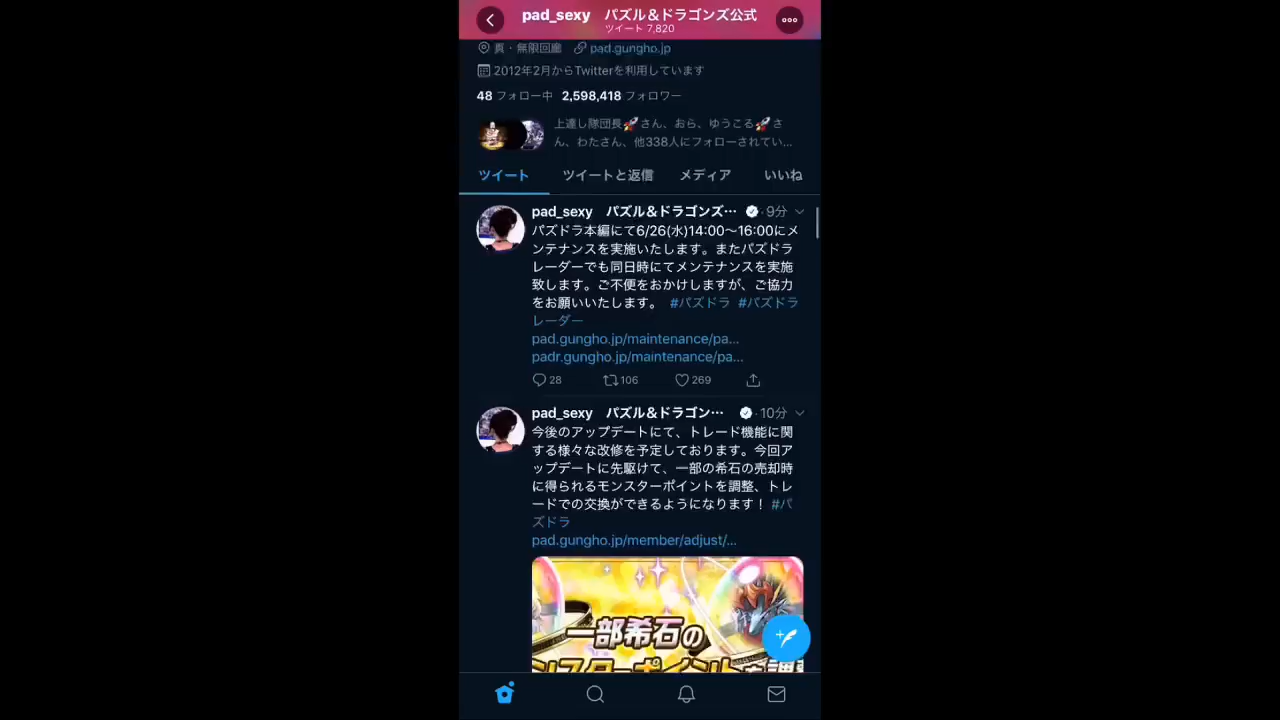 pad_sexy パズル＆ドラゴンズ公式
ツイート 7,820
真・無限回廊 pad.gungho.jp
2012年2月からTwitterを利用しています
48 フォロー中 2,598,418 フォロワー
上達し隊団長🚀さん、おら、ゆうこる🚀さ
ん、わたさん、他338人にフォローされてい…
ツイート ツイートと返信 メディア いいね
pad_sexy パズル＆ドラゴンズ… ·9分
パズドラ本編にて6/26(水)14:00〜16:00にメ
ンテナンスを実施いたします。またパズドラ
レーダーでも同日時にてメンテナンスを実施
致します。ご不便をおかけしますが、ご協力
をお願いいたします。 #パズドラ #パズドラ
レーダー
pad.gungho.jp/maintenance/pa...
padr.gungho.jp/maintenance/pa...
28 106 269
pad_sexy パズル＆ドラゴン… ·10分
今後のアップデートにて、トレード機能に関
する様々な改修を予定しております。今回ア
ップデートに先駆けて、一部の希石の売却時
に得られるモンスターポイントを調整、トレ
ードでの交換ができるようになります！ #パ
ズドラ
pad.gungho.jp/member/adjust/...
一部希石の
ンスターポイントを調整